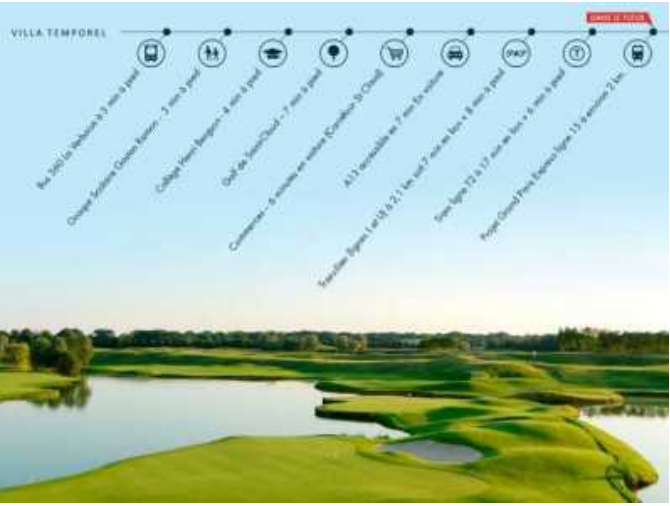 DANS LE FUTUR
VILLA TEMPOREL
SNCF
T
Bus 360 La Verboise à 3 min à pied
Groupe Scolaire Gaston Ramon - 3 min à pied
Collège Henri Bergson - 4 min à pied
Golf de Saint-Cloud - 7 min à pied
Commerces - 6 minutes en voiture (Carrefour St Cloud)
A13 accessible en 7 min En voiture
Transilien (lignes L et U) à 2,1 km soit 7 min en bus + 8 min à pied
Tram ligne T2 à 17 min en bus + 6 min à pied
Projet Grand Paris Express ligne 15 à environ 2 km